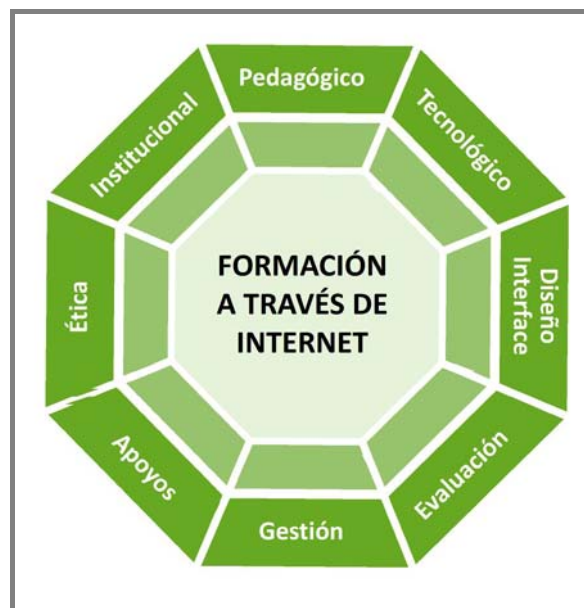 Pedagógico
Tecnológico
Diseño
Interface
Evaluación
Gestión
Apoyos
Ética
Institucional
FORMACIÓN
A TRAVÉS DE
INTERNET